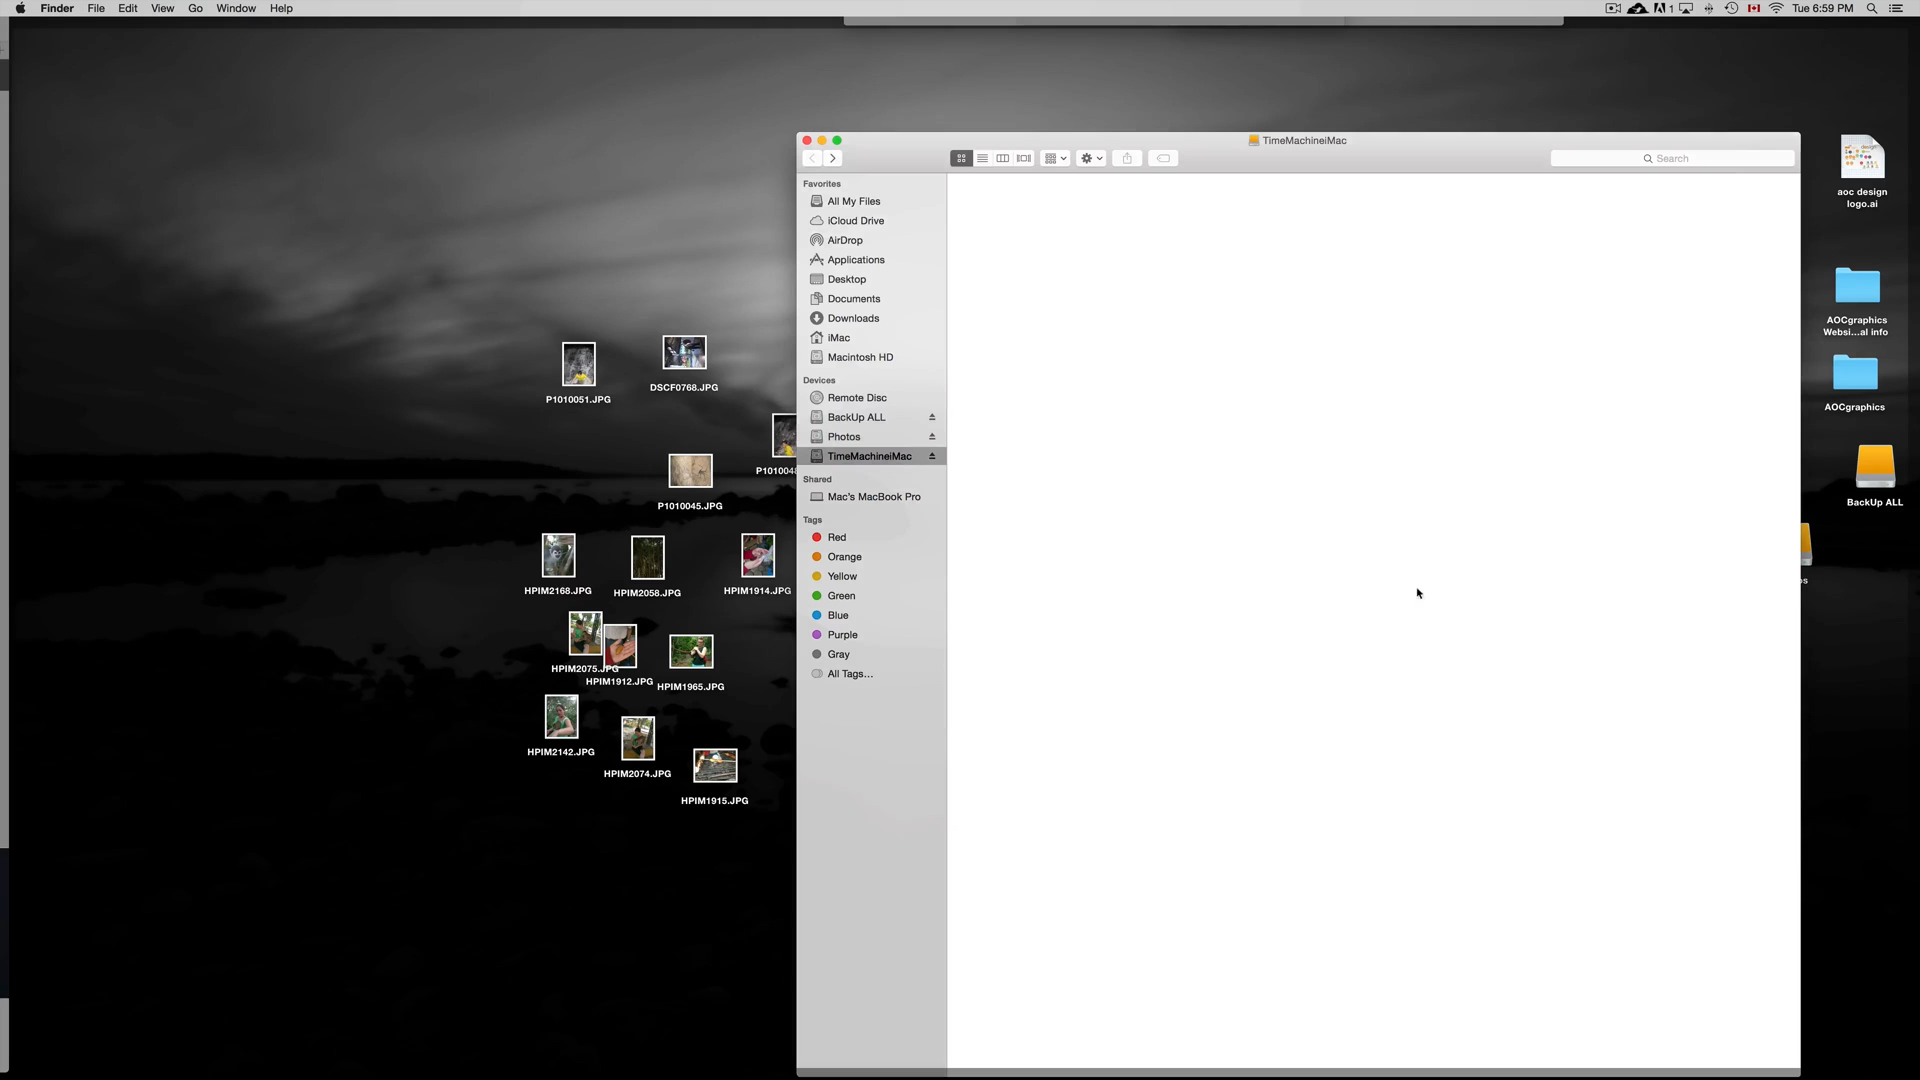 Finder File Edit View Go Window Help
1 Tue 6:59 PM
TimeMachineiMac
Search
Favorites
All My Files
iCloud Drive
AirDrop
Applications
Desktop
Documents
Downloads
iMac
Macintosh HD
Devices
Remote Disc
BackUp ALL
Photos
TimeMachineiMac
Shared
Mac's MacBook Pro
Tags
Red
Orange
Yellow
Green
Blue
Purple
Gray
All Tags...
P1010051.JPG
DSCF0768.JPG
P1010048
P1010045.JPG
HPIM2168.JPG
HPIM2058.JPG
HPIM1914.JPG
HPIM2075.JPG
HPIM1912.JPG
HPIM1965.JPG
HPIM2142.JPG
HPIM2074.JPG
HPIM1915.JPG
aoc design
logo.ai
AOCgraphics
Websi...al info
AOCgraphics
BackUp ALL
os